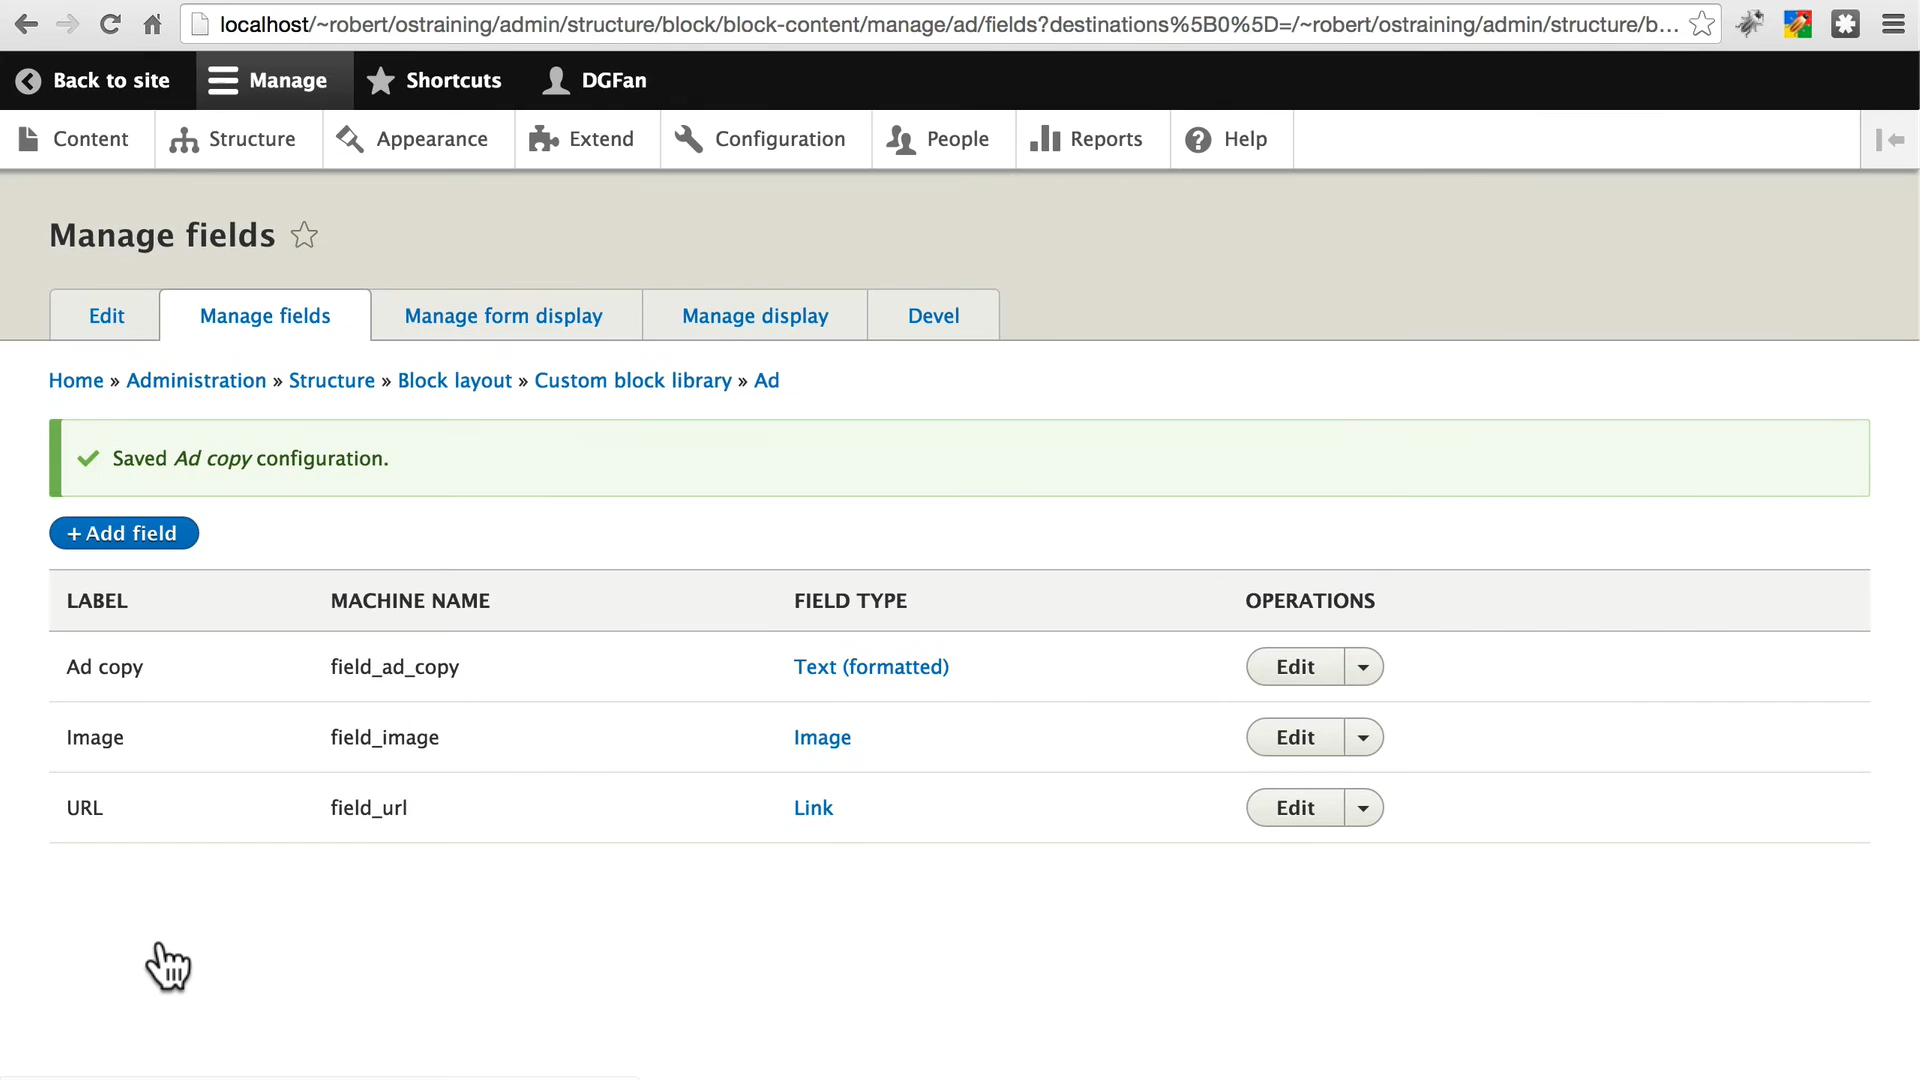 localhost/~robert/ostraining/admin/structure/block/block-content/manage/ad/fields?destinations%5B0%5D=/~robert/ostraining/admin/structure/b...
Back to site Manage Shortcuts DGFan
Content Structure Appearance Extend Configuration People Reports Help
Manage fields
Edit Manage fields Manage form display Manage display Devel
Home » Administration » Structure » Block layout » Custom block library » Ad
Saved Ad copy configuration.
+ Add field
LABEL MACHINE NAME FIELD TYPE OPERATIONS
Ad copy field_ad_copy Text (formatted) Edit
Image field_image Image Edit
URL field_url Link Edit